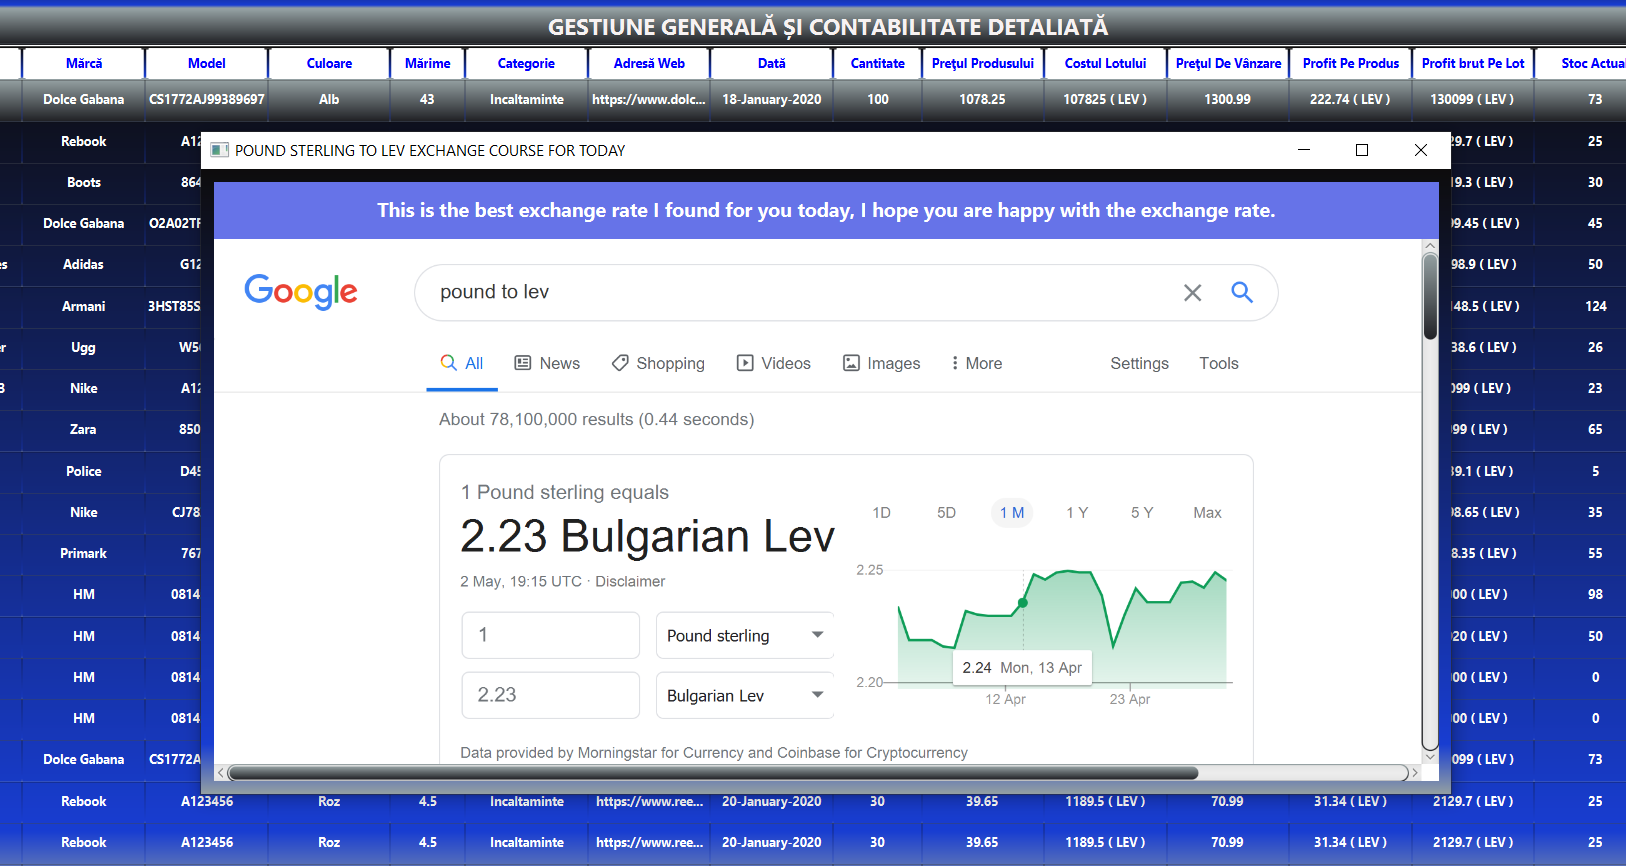 GESTIUNE GENERALĂ ȘI CONTABILITATE DETALIATĂ
Mărcă Model Culoare Mărime Categorie Adresă Web Dată Cantitate Preţul Produsului Costul Lotului Preţul De Vânzare Profit Pe Produs Profit brut Pe Lot Stoc Actual
Dolce Gabana CS1772AJ99389697 Alb 43 Incaltaminte https://www.dolc... 18-January-2020 100 1078.25 107825 ( LEV ) 1300.99 222.74 ( LEV ) 130099 ( LEV ) 73
Rebook A12 29.7 ( LEV ) 25
POUND STERLING TO LEV EXCHANGE COURSE FOR TODAY
Boots 864 19.3 ( LEV ) 30
This is the best exchange rate I found for you today, I hope you are happy with the exchange rate.
Dolce Gabana O2A02TF 99.45 ( LEV ) 45
es Adidas G12 98.9 ( LEV ) 50
Google pound to lev
Armani 3HST85S 148.5 ( LEV ) 124
er Ugg W50 38.6 ( LEV ) 26
All News Shopping Videos Images More Settings Tools
3 Nike A12 099 ( LEV ) 23
About 78,100,000 results (0.44 seconds)
Zara 850 99 ( LEV ) 65
Police D45 39.1 ( LEV ) 5
1 Pound sterling equals
1D 5D 1 M 1 Y 5 Y Max
Nike CJ78 98.65 ( LEV ) 35
2.23 Bulgarian Lev
Primark 767 8.35 ( LEV ) 55
2.25
2 May, 19:15 UTC · Disclaimer
HM 0814 00 ( LEV ) 98
1 Pound sterling
HM 0814 20 ( LEV ) 50
2.24 Mon, 13 Apr
HM 0814 00 ( LEV ) 0
2.20
2.23 Bulgarian Lev
12 Apr 23 Apr
HM 0814 00 ( LEV ) 0
Data provided by Morningstar for Currency and Coinbase for Cryptocurrency
Dolce Gabana CS1772A 099 ( LEV ) 73
Rebook A123456 Roz 4.5 Incaltaminte https://www.ree... 20-January-2020 30 39.65 1189.5 ( LEV ) 70.99 31.34 ( LEV ) 2129.7 ( LEV ) 25
Rebook A123456 Roz 4.5 Incaltaminte https://www.ree... 20-January-2020 30 39.65 1189.5 ( LEV ) 70.99 31.34 ( LEV ) 2129.7 ( LEV ) 25